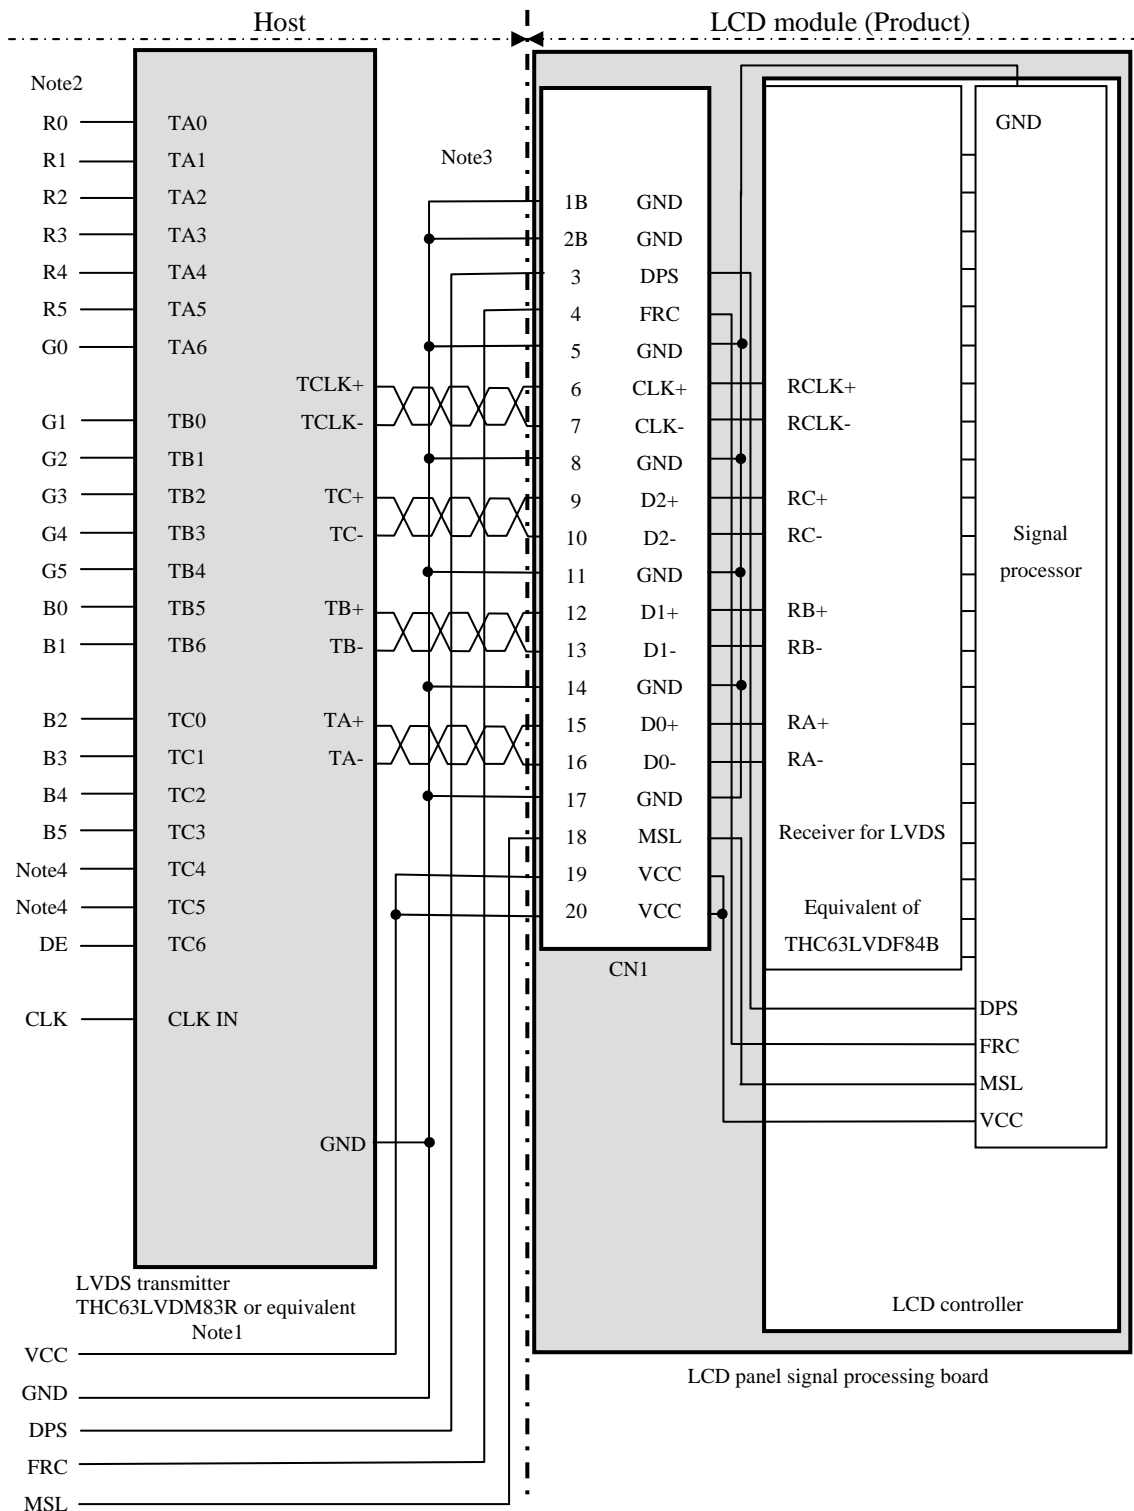 Host
LCD module (Product)
Note2
R0 TA0
R1 TA1
R2 TA2
R3 TA3
R4 TA4
R5 TA5
G0 TA6
G1 TB0
G2 TB1
G3 TB2
G4 TB3
G5 TB4
B0 TB5
B1 TB6
B2 TC0
B3 TC1
B4 TC2
B5 TC3
Note4 TC4
Note4 TC5
DE TC6
CLK CLK IN
TCLK+
TCLK-
TC+
TC-
TB+
TB-
TA+
TA-
GND
LVDS transmitter
THC63LVDM83R or equivalent
Note1
VCC
GND
DPS
FRC
MSL
Note3
1B GND
2B GND
3 DPS
4 FRC
5 GND
6 CLK+
7 CLK-
8 GND
9 D2+
10 D2-
11 GND
12 D1+
13 D1-
14 GND
15 D0+
16 D0-
17 GND
18 MSL
19 VCC
20 VCC
CN1
RCLK+
RCLK-
RC+
RC-
RB+
RB-
RA+
RA-
Receiver for LVDS
Equivalent of
THC63LVDF84B
GND
Signal
processor
DPS
FRC
MSL
VCC
LCD controller
LCD panel signal processing board